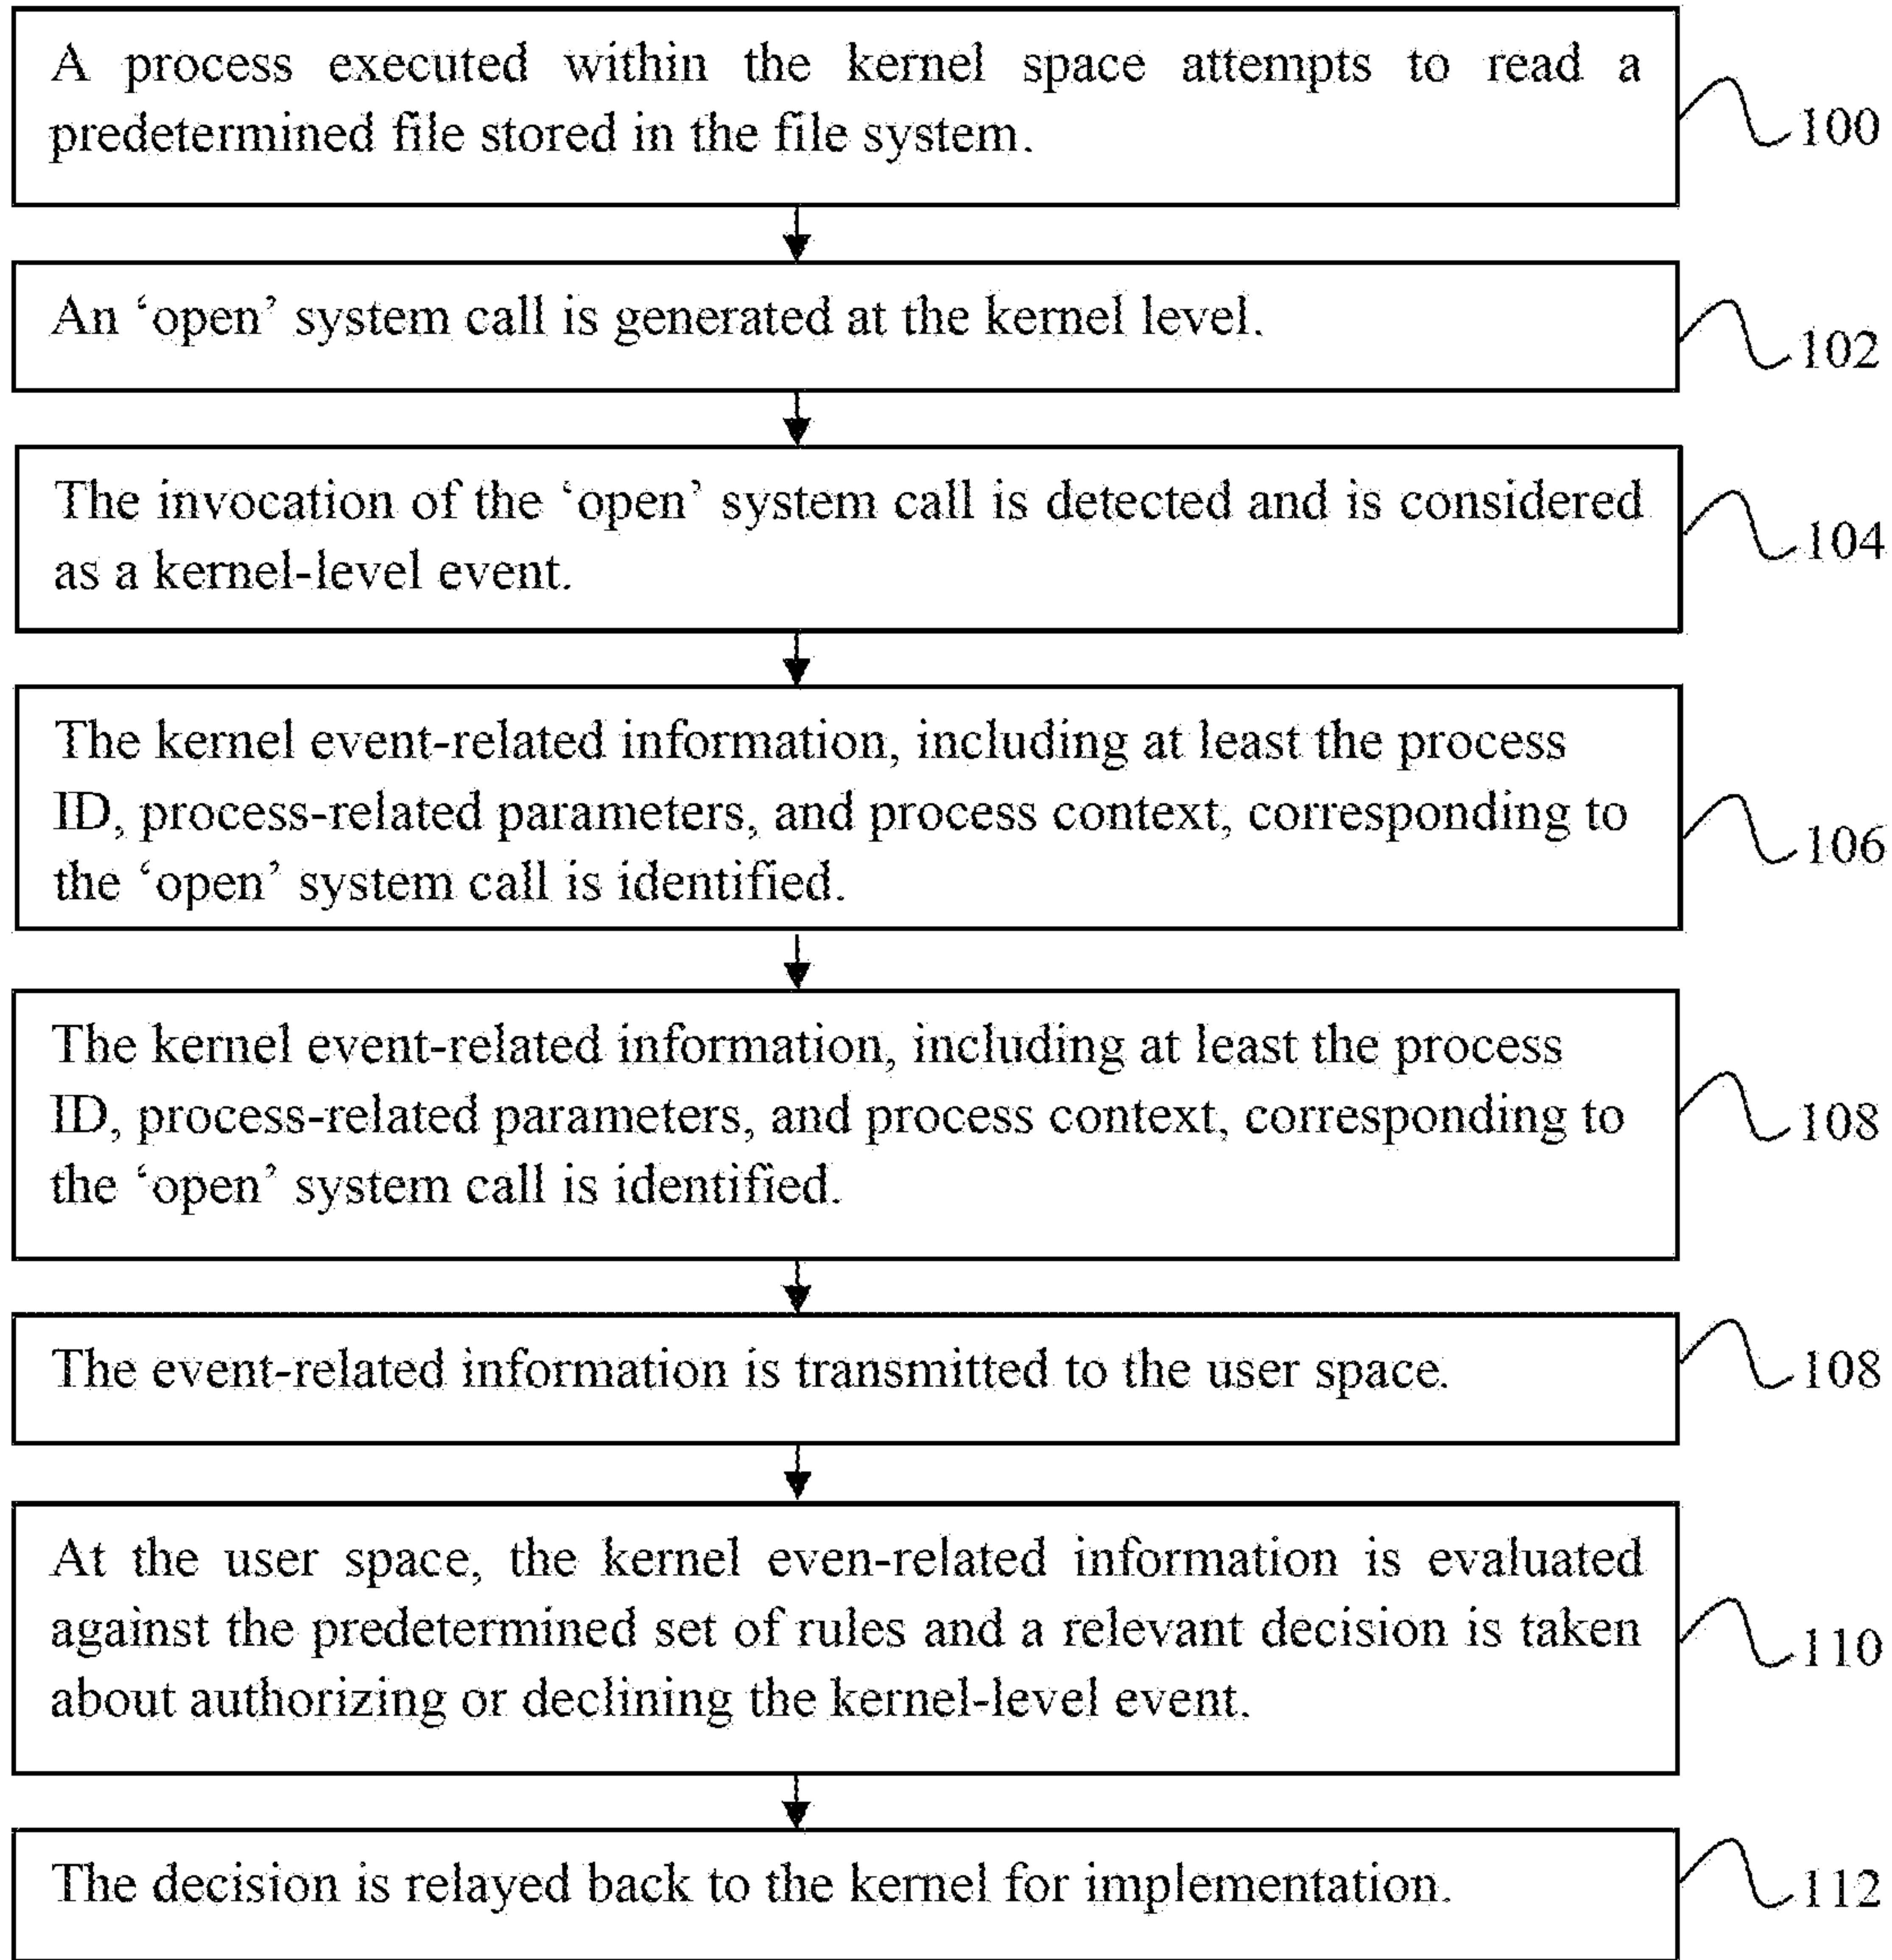 A process executed within the kernel space attempts to read a
predetermined file stored in the file system.
100
An ‘open’ system call is generated at the kernel level.
102
The invocation of the ‘open’ system call is detected and is considered
as a kernel-level event.
104
The kernel event-related information, including at least the process
ID, process-related parameters, and process context, corresponding to
the ‘open’ system call is identified.
106
The kernel event-related information, including at least the process
ID, process-related parameters, and process context, corresponding to
the ‘open’ system call is identified.
108
The event-related information is transmitted to the user space.
108
At the user space, the kernel even-related information is evaluated
against the predetermined set of rules and a relevant decision is taken
about authorizing or declining the kernel-level event.
110
The decision is relayed back to the kernel for implementation.
112